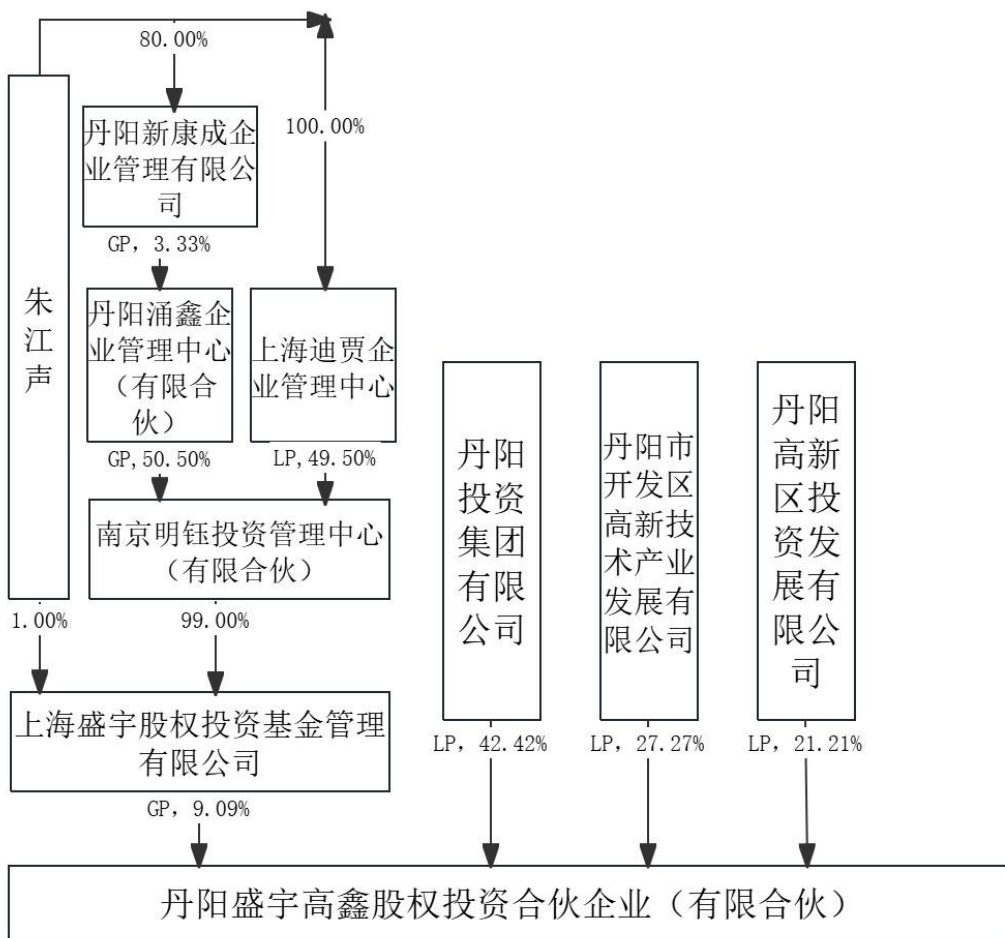 80.00%
丹阳新康成企
业管理有限公
司
100.00%
GP, 3.33%
朱
江
声
丹阳涌鑫企
业管理中心
（有限合
伙）
上海迪贾企
业管理中心
GP,50.50%
LP,49.50%
南京明钰投资管理中心
（有限合伙）
1.00%
99.00%
上海盛宇股权投资基金管理
有限公司
GP, 9.09%
丹阳
投资
集团
有限
公司
LP, 42.42%
丹阳市
开发区
高新技
术产业
发展有
限公司
LP, 27.27%
丹阳
高新
区投
资发
展有
限公
司
LP, 21.21%
丹阳盛宇高鑫股权投资合伙企业（有限合伙）